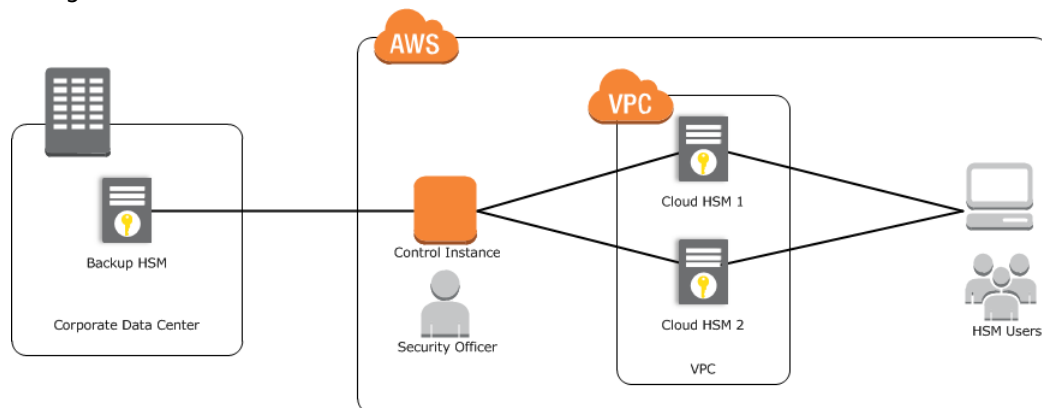 AWS
VPC
Cloud HSM 1
Backup HSM
Control Instance
Corporate Data Center
Security Officer
Cloud HSM 2
HSM Users
VPC